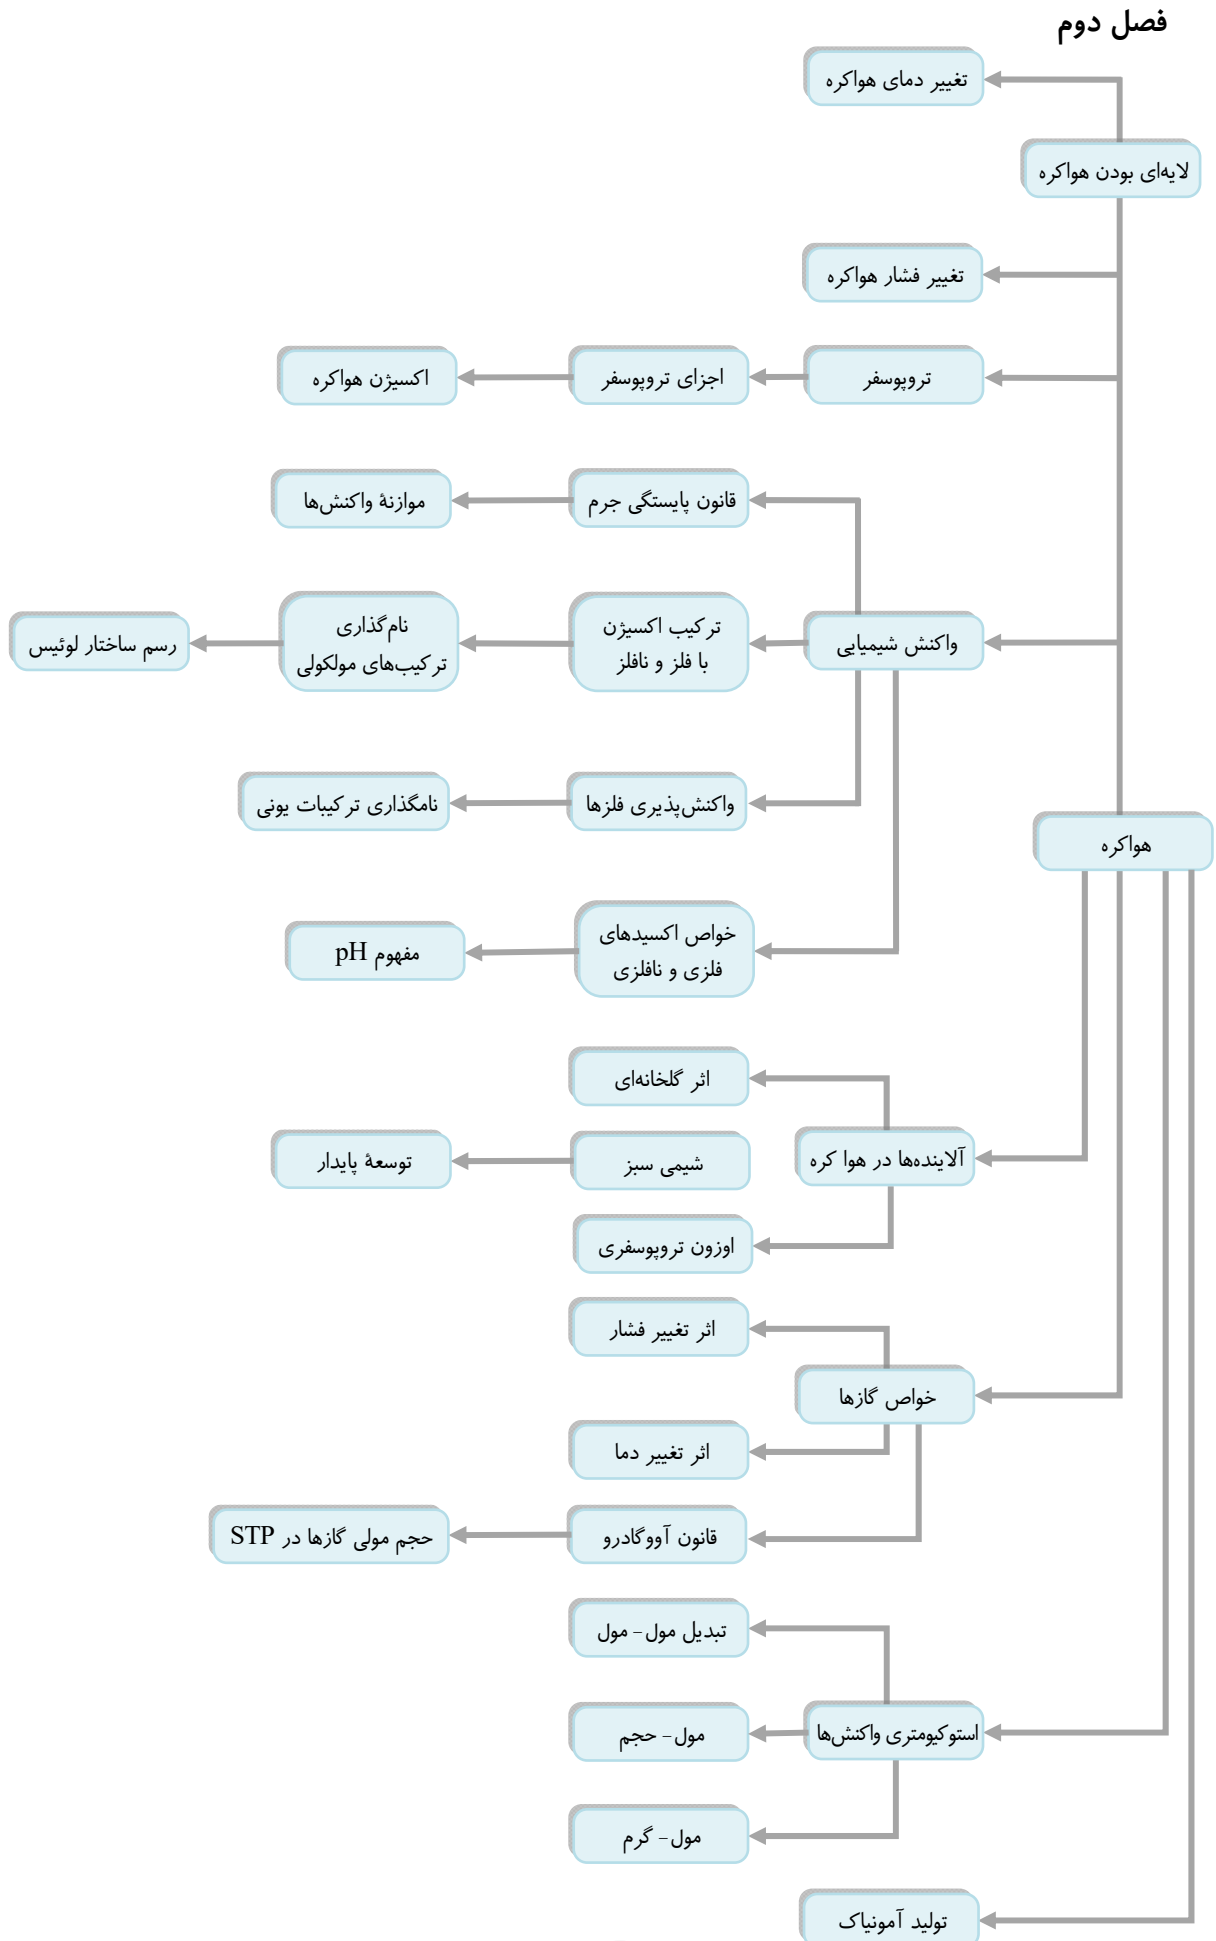 فصل دوم
تغییر دمای هواکره
لایه‌ای بودن هواکره
تغییر فشار هواکره
تروپوسفر
اجزای تروپوسفر
اکسیژن هواکره
قانون پایستگی جرم
موازنهٔ واکنش‌ها
واکنش شیمیایی
ترکیب اکسیژن
با فلز و نافلز
نام‌گذاری
ترکیب‌های مولکولی
رسم ساختار لوئیس
واکنش‌پذیری فلزها
نامگذاری ترکیبات یونی
هواکره
خواص اکسیدهای
فلزی و نافلزی
مفهوم pH
اثر گلخانه‌ای
آلاینده‌ها در هوا کره
شیمی سبز
توسعهٔ پایدار
اوزون تروپوسفری
اثر تغییر فشار
خواص گازها
اثر تغییر دما
قانون آووگادرو
حجم مولی گازها در STP
تبدیل مول- مول
استوکیومتری واکنش‌ها
مول- حجم
مول- گرم
تولید آمونیاک